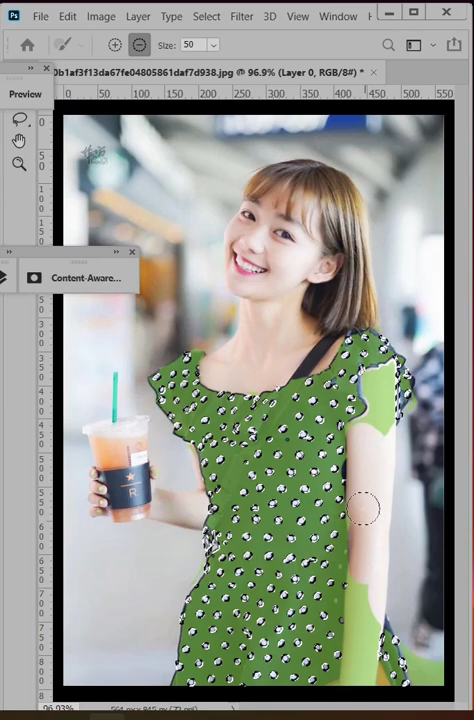 Ps File Edit Image Layer Type Select Filter 3D View Window H
Size: 50
0b1af3f13da67fe04805861daf7d938.jpg @ 96.9% (Layer 0, RGB/8#) *
0 50 100 150 200 250 300 350 400 450 500 550
Preview
Content-Aware...
R
96.93%